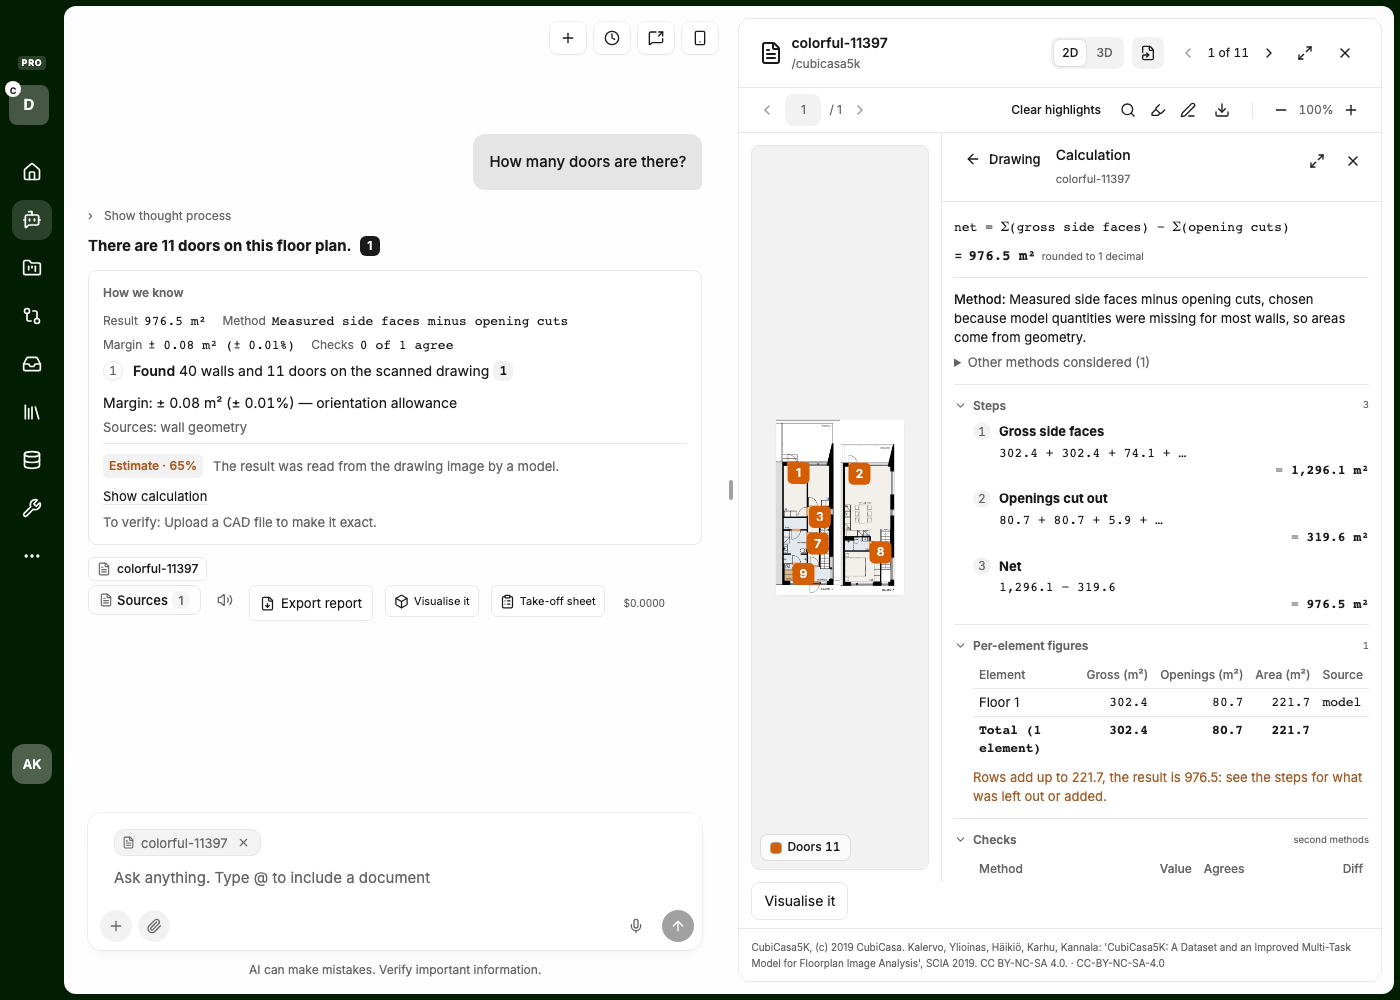 PRO
C
D
AK
How many doors are there?
Show thought process
There are 11 doors on this floor plan. 1
How we know
Result 976.5 m² Method Measured side faces minus opening cuts
Margin ± 0.08 m² (± 0.01%) Checks 0 of 1 agree
1 Found 40 walls and 11 doors on the scanned drawing 1
Margin: ± 0.08 m² (± 0.01%) — orientation allowance
Sources: wall geometry
Estimate · 65% The result was read from the drawing image by a model.
Show calculation
To verify: Upload a CAD file to make it exact.
colorful-11397
Sources 1 Export report Visualise it Take-off sheet $0.0000
colorful-11397
Ask anything. Type @ to include a document
AI can make mistakes. Verify important information.
colorful-11397
/cubicasa5k
2D 3D 1 of 11
1 / 1 Clear highlights 100%
1 2
3
7 8
9
Doors 11
Visualise it
Drawing Calculation
colorful-11397
net = Σ(gross side faces) − Σ(opening cuts)
= 976.5 m² rounded to 1 decimal
Method: Measured side faces minus opening cuts, chosen
because model quantities were missing for most walls, so areas
come from geometry.
Other methods considered (1)
Steps 3
1 Gross side faces
302.4 + 302.4 + 74.1 + …
= 1,296.1 m²
2 Openings cut out
80.7 + 80.7 + 5.9 + …
= 319.6 m²
3 Net
1,296.1 − 319.6
= 976.5 m²
Per-element figures 1
Element Gross (m²) Openings (m²) Area (m²) Source
Floor 1 302.4 80.7 221.7 model
Total (1 302.4 80.7 221.7
element)
Rows add up to 221.7, the result is 976.5: see the steps for what
was left out or added.
Checks second methods
Method Value Agrees Diff
CubiCasa5K, (c) 2019 CubiCasa. Kalervo, Ylioinas, Häikiö, Karhu, Kannala: 'CubiCasa5K: A Dataset and an Improved Multi-Task
Model for Floorplan Image Analysis', SCIA 2019. CC BY-NC-SA 4.0. · CC-BY-NC-SA-4.0